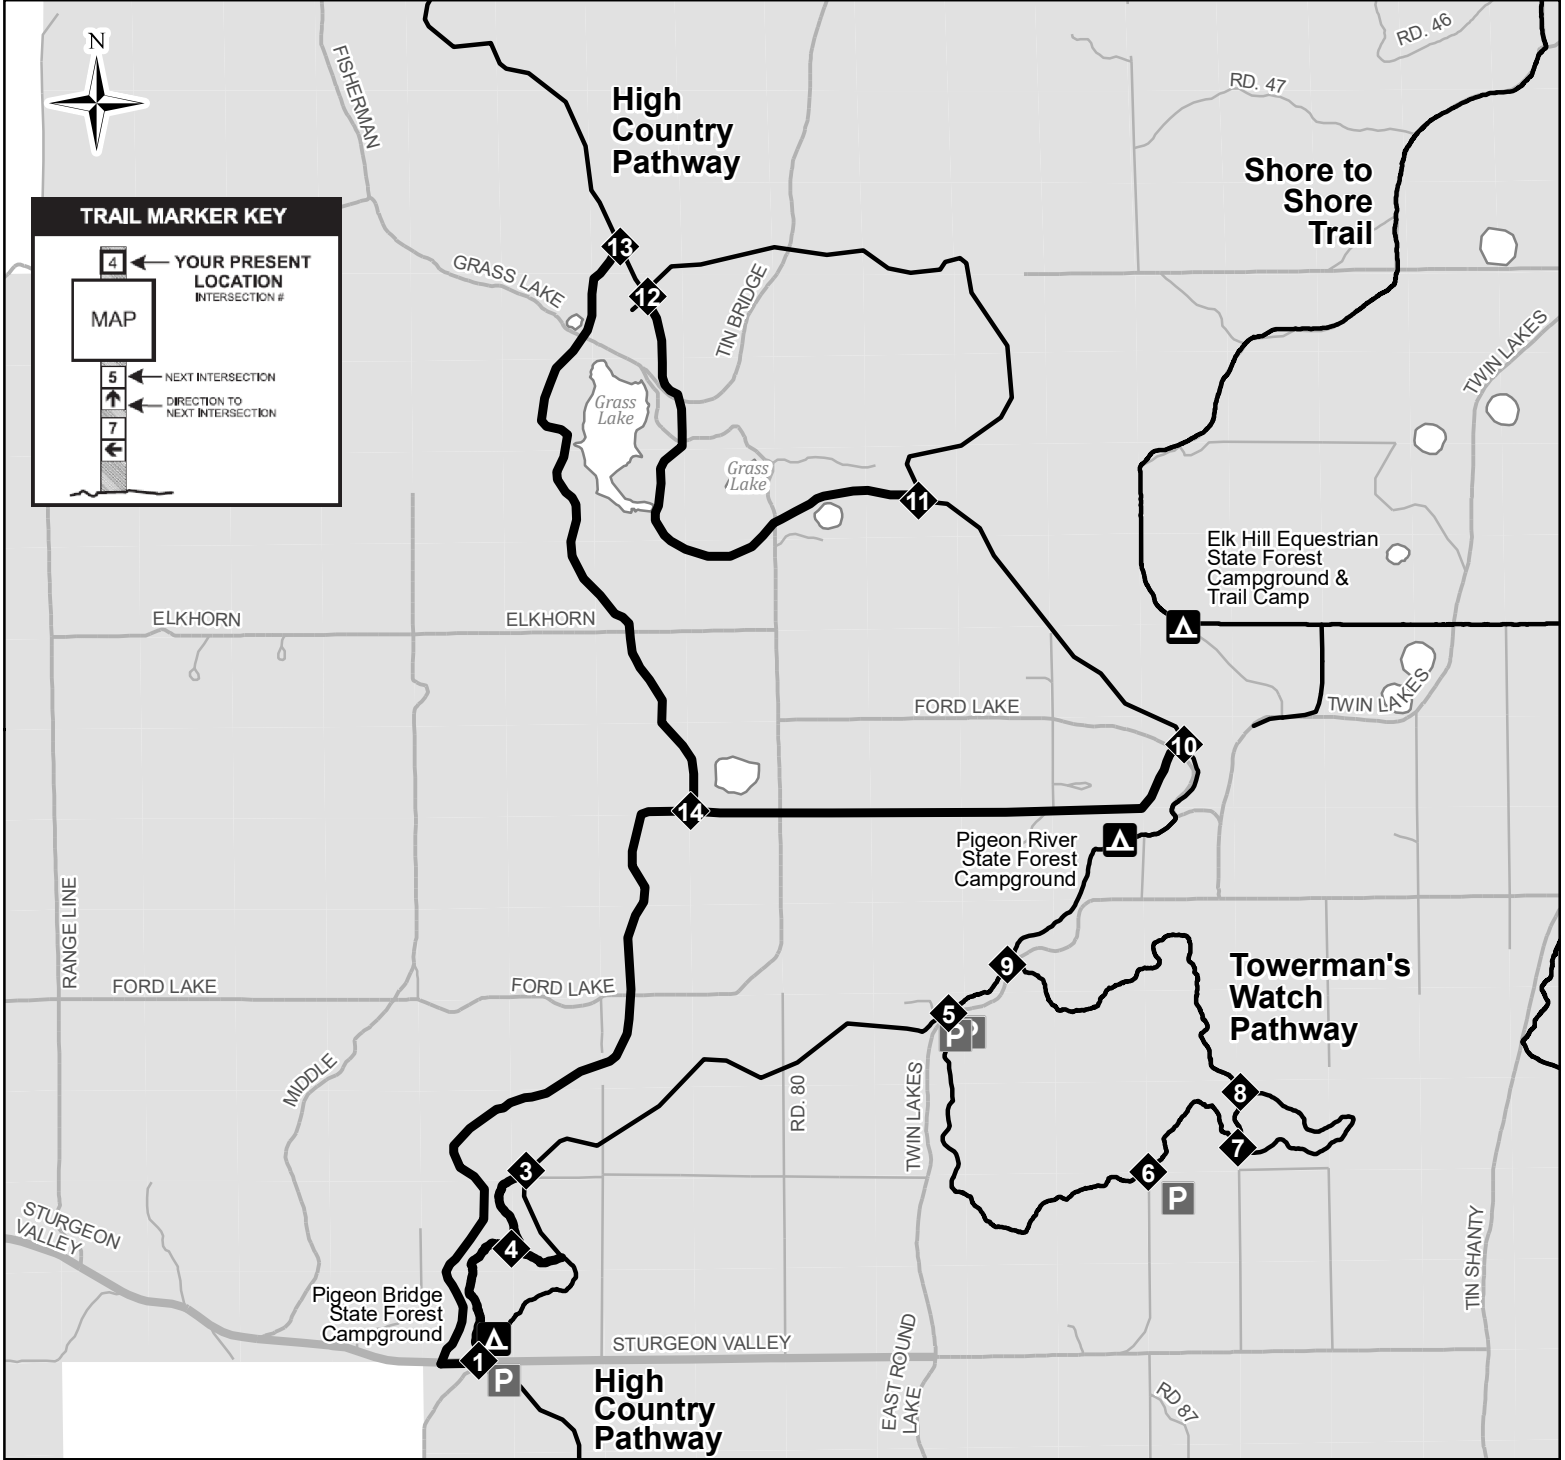 N
RD. 46
FISHERMAN
RD. 47
High
Country
Pathway
Shore to
Shore
Trail
TRAIL MARKER KEY
4
YOUR PRESENT
LOCATION
INTERSECTION #
MAP
5
NEXT INTERSECTION
DIRECTION TO
NEXT INTERSECTION
7
13
GRASS LAKE
12
TIN BRIDGE
TWIN LAKES
Grass
Lake
Grass
Lake
11
Elk Hill Equestrian
State Forest
Campground &
Trail Camp
ELKHORN
ELKHORN
FORD LAKE
TWIN LAKES
10
14
Pigeon River
State Forest
Campground
RANGE LINE
9
Towerman's
Watch
Pathway
FORD LAKE
FORD LAKE
5
P
P
MIDDLE
RD. 80
TWIN LAKES
8
7
3
6
P
STURGEON
VALLEY
4
TIN SHANTY
Pigeon Bridge
State Forest
Campground
STURGEON VALLEY
EAST ROUND
LAKE
1
P
High
Country
Pathway
RD 87